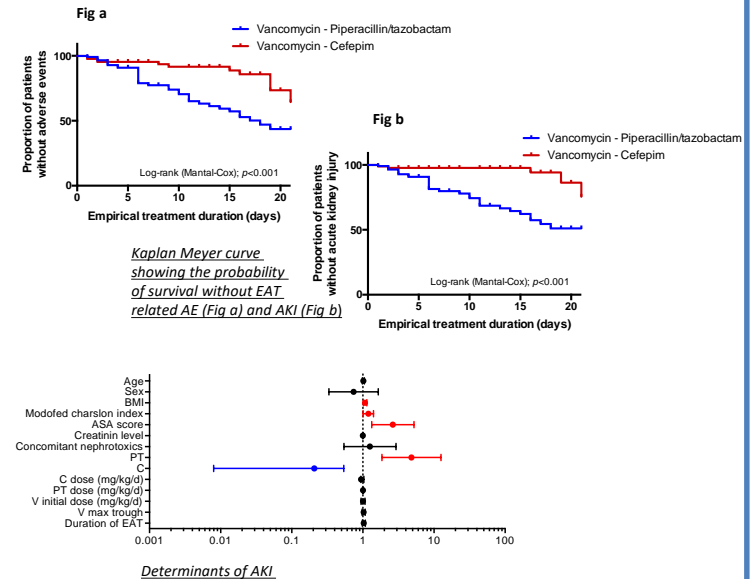 Fig a
Vancomycin - Piperacillin/tazobactam
Vancomycin - Cefepim
Proportion of patients
without adverse events
100
50
0
Log-rank (Mantal-Cox); p<0.001
0 5 10 15 20
Empirical treatment duration (days)
Fig b
Vancomycin - Piperacillin/tazobactam
Vancomycin - Cefepim
Proportion of patients
without acute kidney injury
100
50
0
Log-rank (Mantal-Cox); p<0.001
0 5 10 15 20
Empirical treatment duration (days)
Kaplan Meyer curve
showing the probability
of survival without EAT
related AE (Fig a) and AKI (Fig b)
Age
Sex
BMI
Modofed charslon index
ASA score
Creatinin level
Concomitant nephrotoxics
PT
C
C dose (mg/kg/d)
PT dose (mg/kg/d)
V initial dose (mg/kg/d)
V max trough
Duration of EAT
0.001 0.01 0.1 1 10 100
Determinants of AKI